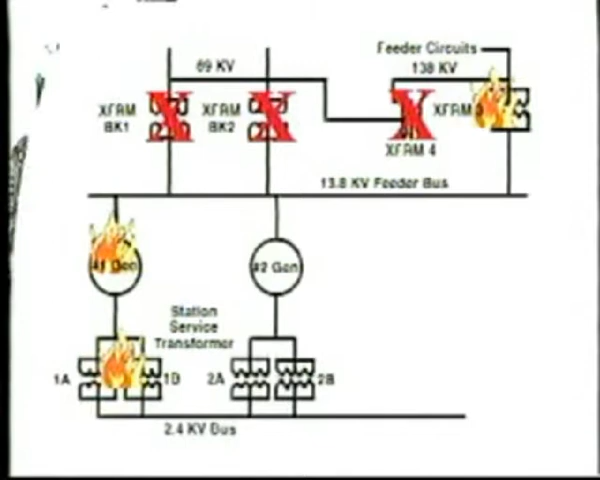 Feeder Circuits
69 KV
138 KV
XFRM
BK1
XFRM
BK2
XFRM
XFRM 4
13.8 KV Feeder Bus
#1 Gen
#2 Gen
Station
Service
Transformer
1A
1B
2A
2B
2.4 KV Bus